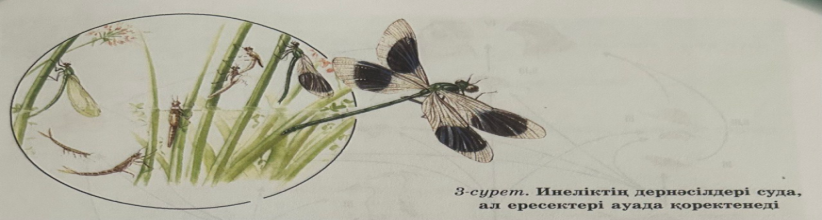 3-сурет. Инеліктің дернәсілдері суда,
ал ересектері ауада қоректенеді